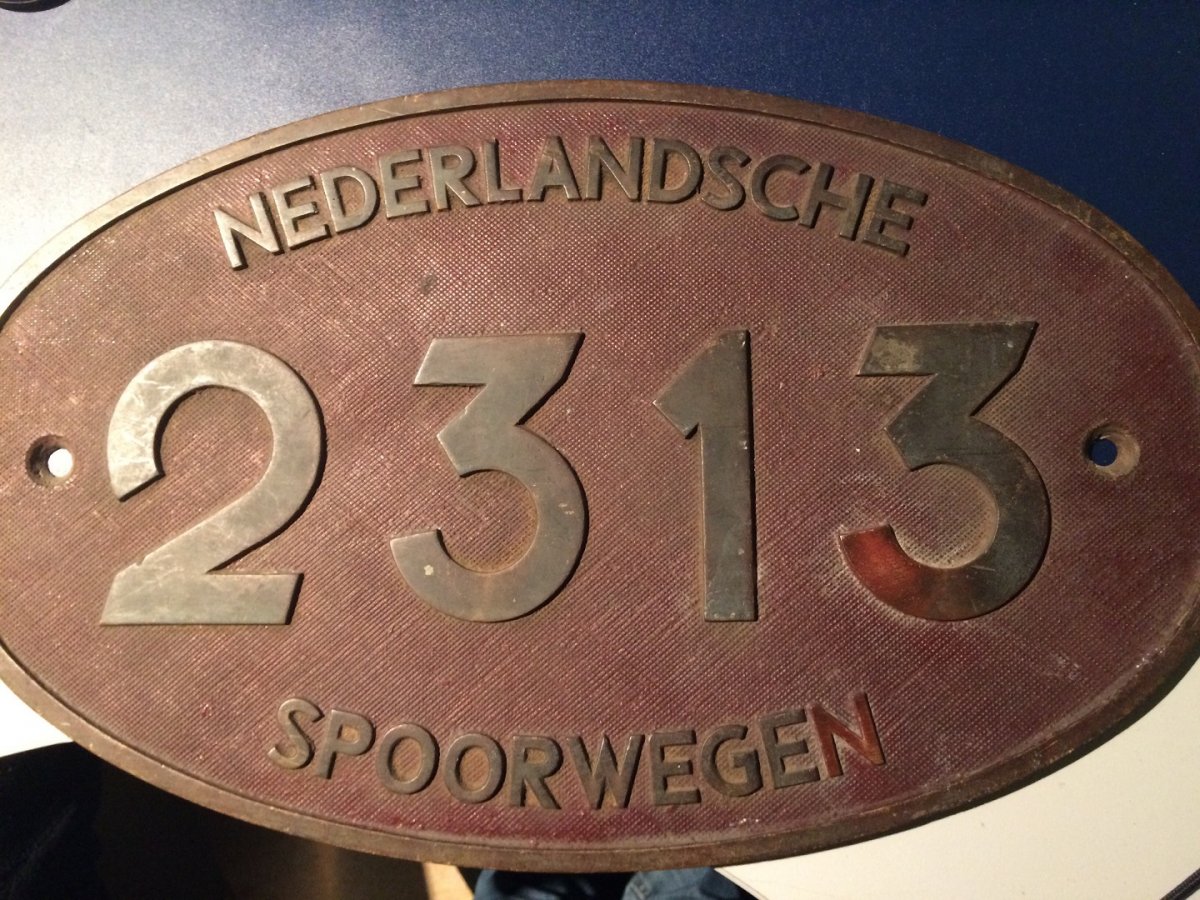 NEDERLANDSCHE
2313
SPOORWEGEN